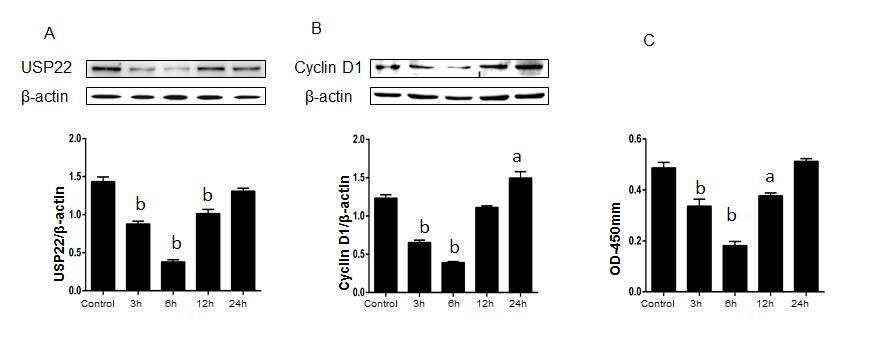 A
USP22
β-actin
2.0
1.5
1.0
0.5
0.0
USP22/β-actin
b
b
b
Control 3h 6h 12h 24h
B
Cyclin D1
β-actin
2.0
1.5
1.0
0.5
0.0
Cyclin D1/β-actin
b
b
a
Control 3h 6h 12h 24h
C
0.6
0.4
0.2
0.0
OD-450mm
b
b
a
Control 3h 6h 12h 24h